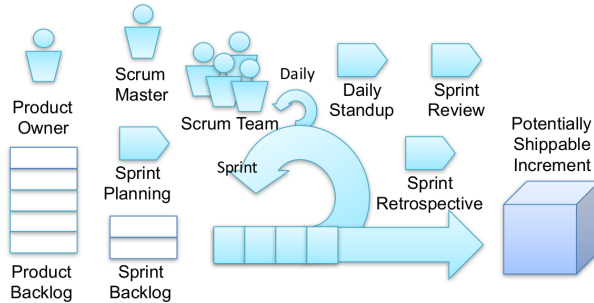 Product
Owner
Scrum
Master
Scrum Team
Daily
Daily
Standup
Sprint
Review
Sprint
Planning
Sprint
Sprint
Retrospective
Potentially
Shippable
Increment
Product
Backlog
Sprint
Backlog